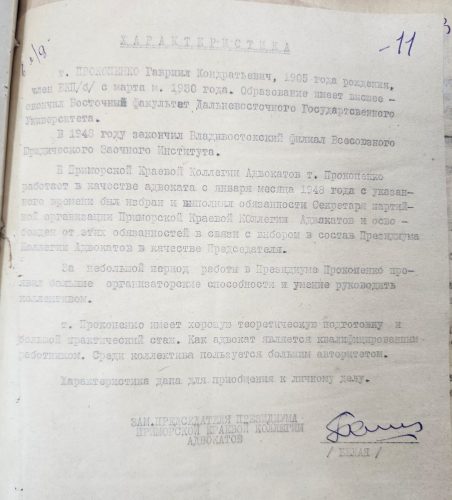 ХАРАКТЕРИСТИКА
-11
т. ПРОКОПЕНКО Гавриил Кондратьевич, 1905 года рождения,
член ВКП/б/ с марта м. 1930 года. Образование имеет высшее -
окончил Восточный факультет Дальневосточного Государственного
Университета.
В 1948 году закончил Владивостокский филиал Всесоюзного
Юридического Заочного Института.
В Приморской Краевой Коллегии Адвокатов т. Прокопенко
работает в качестве адвоката с января месяца 1948 года с указан-
ного времени был избран и выполнял обязанности Секретаря партий-
ной организации Приморской Краевой Коллегии Адвокатов и осво -
божден от этих обязанностей в связи с выбором в состав Президиума
Коллегии Адвокатов в качестве Председателя.
За небольшой период работы в Президиуме Прокопенко про-
явил большие организаторские способности и умение руководить
коллективом.
т. Прокопенко имеет хорошую теоретическую подготовку и
большой практический стаж. Как адвокат является квалифицированным
работником. Среди коллектива пользуется большим авторитетом.
Характеристика дана для приобщения к личному делу.
ЗАМ.ПРЕДСЕДАТЕЛЯ ПРЕЗИДИУМА
ПРИМОРСКОЙ КРАЕВОЙ КОЛЛЕГИИ
АДВОКАТОВ
/ БЕЛАЯ /